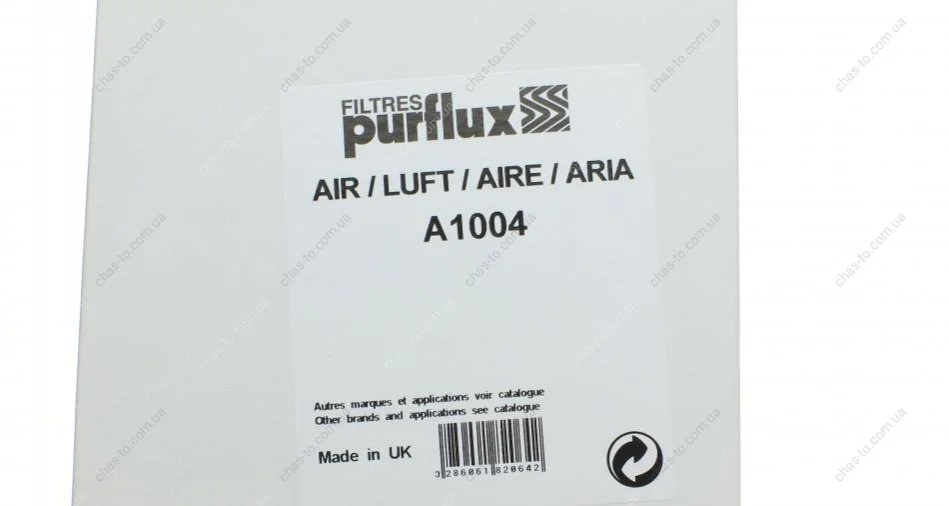 FILTRES
purflux
AIR / LUFT / AIRE / ARIA
A1004
Autres marques et applications voir catalogue
Other brands and applications see catalogue
Made in UK
3 286061 820642
chas-to.com.ua